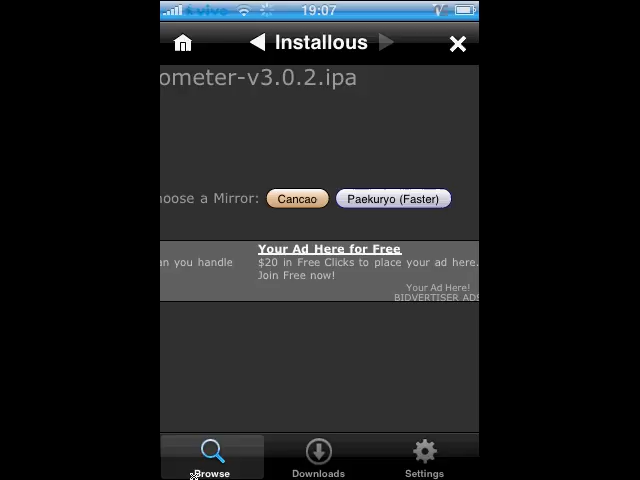 vivo 19:07
Installous
ometer-v3.0.2.ipa
hoose a Mirror: Cancao Paekuryo (Faster)
an you handle
Your Ad Here for Free
$20 in Free Clicks to place your ad here.
Join Free now!
Your Ad Here!
BIDVERTISER ADS
Browse Downloads Settings